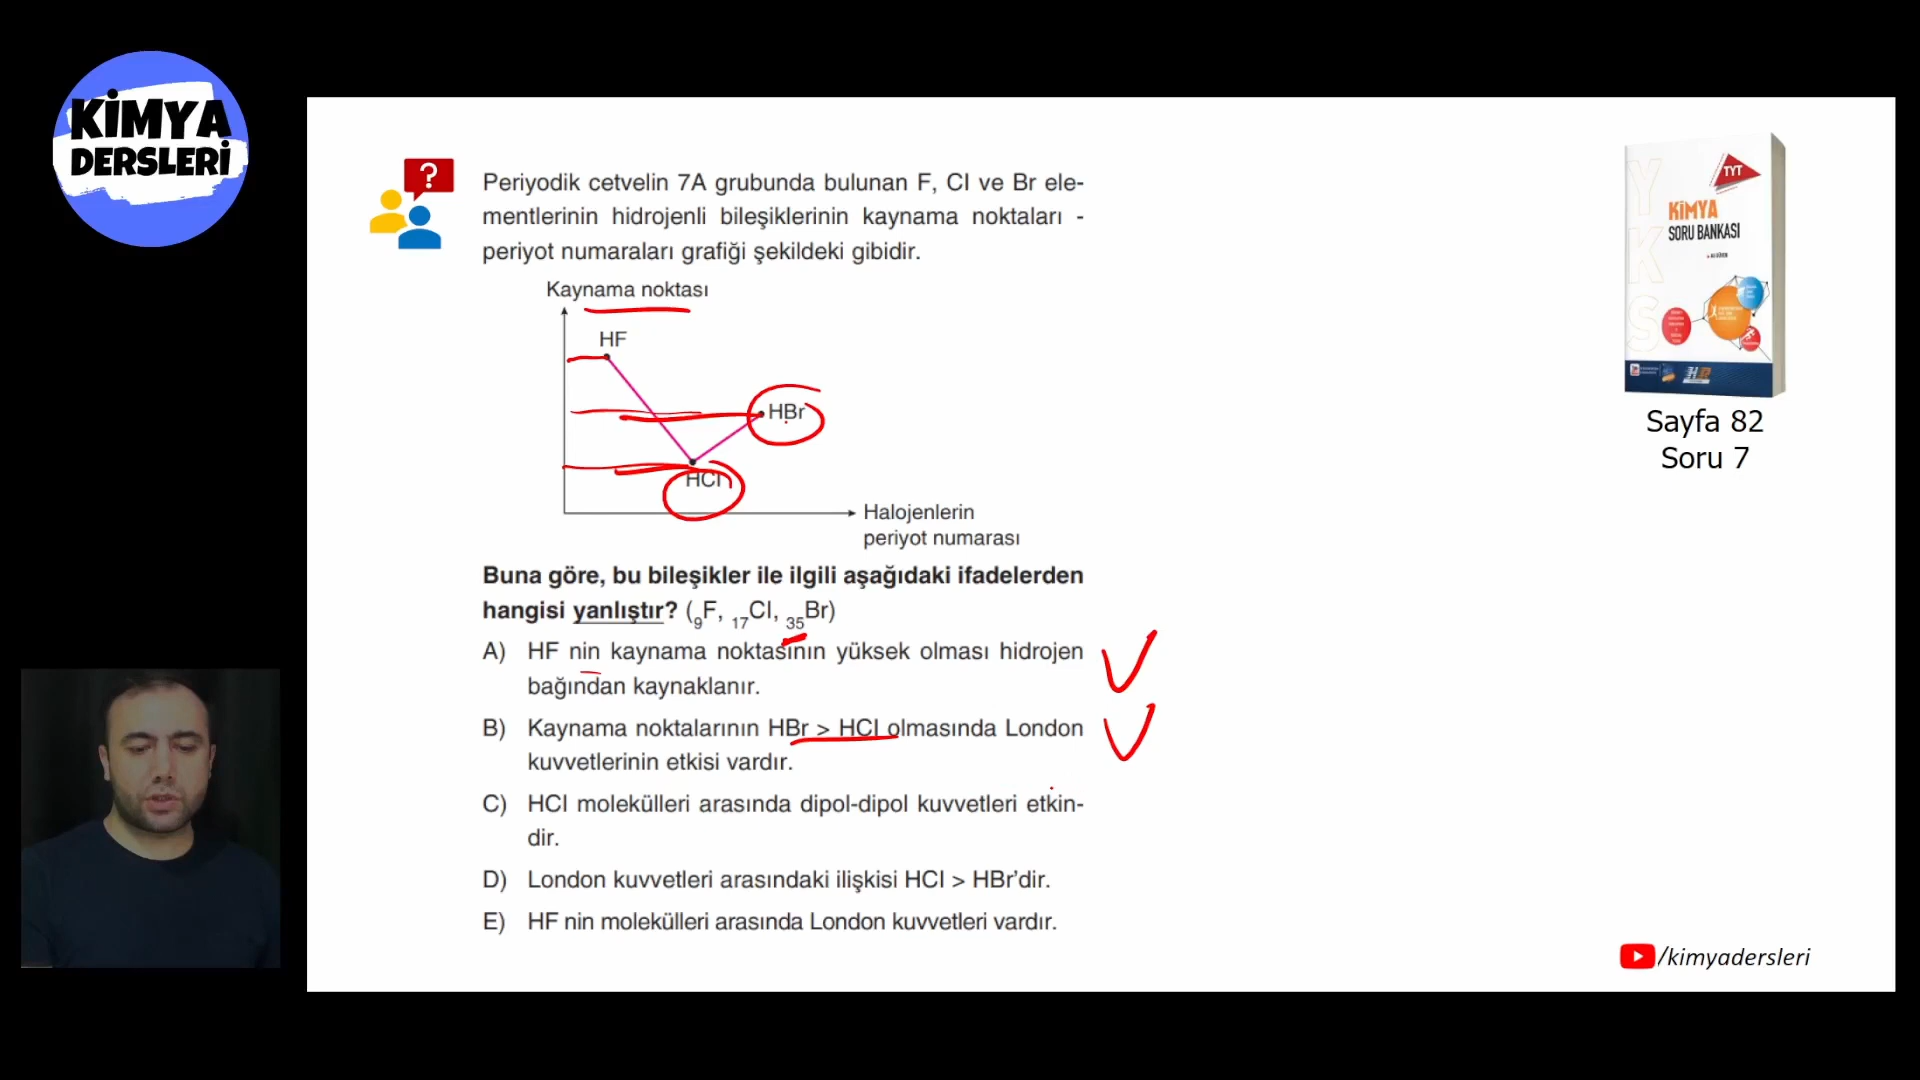 KİMYA
DERSLERİ
?
Periyodik cetvelin 7A grubunda bulunan F, Cl ve Br ele-
mentlerinin hidrojenli bileşiklerinin kaynama noktaları -
periyot numaraları grafiği şekildeki gibidir.
Kaynama noktası
HF
HBr
HCl
Halojenlerin
periyot numarası
Buna göre, bu bileşikler ile ilgili aşağıdaki ifadelerden
hangisi yanlıştır? (9F, 17Cl, 35Br)
A) HF nin kaynama noktasının yüksek olması hidrojen
bağından kaynaklanır.
B) Kaynama noktalarının HBr > HCl olmasında London
kuvvetlerinin etkisi vardır.
C) HCl molekülleri arasında dipol-dipol kuvvetleri etkin-
dir.
D) London kuvvetleri arasındaki ilişkisi HCl > HBr'dir.
E) HF nin molekülleri arasında London kuvvetleri vardır.
YKS
TYT
KİMYA
SORU BANKASI
Sayfa 82
Soru 7
/kimyadersleri